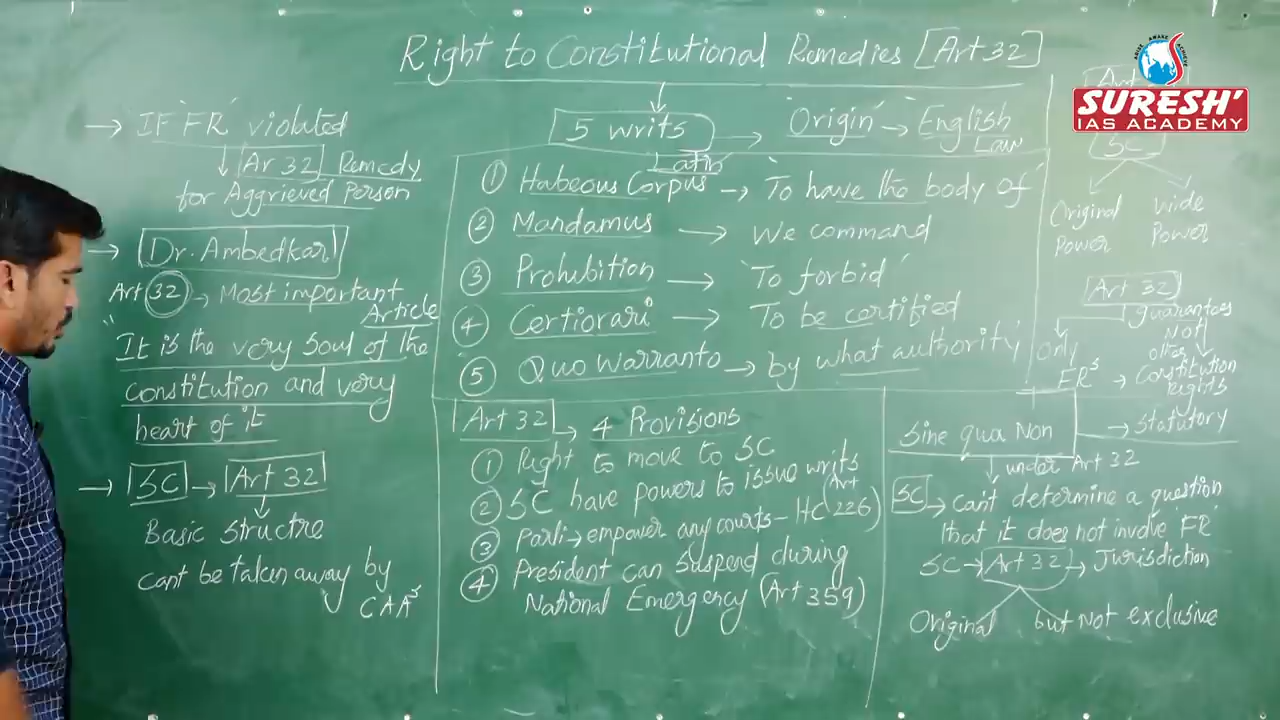 Right to Constitutional Remedies [Art 32]
ARISE AWAKE ACHIEVE
SURESH'
IAS ACADEMY
→ IF 'FR' violated
Ar 32 Remedy
for Aggrieved Person
→ Dr. Ambedkar
Art 32 → Most important
Article
"It is the very soul of the
constitution and very
heart of it
→ SC → Art 32
Basic structre
cant be taken away by
CAA's
5 writs → 'Origin' → 'English
Law
Latin
① Habeous Corpus → To have the body of'
② Mandamus → We command
③ Prohubition → 'To forbid'
④ Certiorari → To be certified
⑤ Quo Warranto → by what authority
Art 32 → 4 Provisions
① Right to move to SC
② SC have powers to issue writs
③ Parli → empower any courts - HC (Art 226)
④ President can suspend during
National Emergency (Art 359)
SC
Original
Power
Wide
Power
Art 32
guarantees
Only
FRs
Not
other
→ Constitution
Rights
→ Statutory
Sine qua Non
under Art 32
SC → Can't determine a question
that it does not involve 'FR'
SC → Art 32 → Jurisdiction
Original but Not exclusive